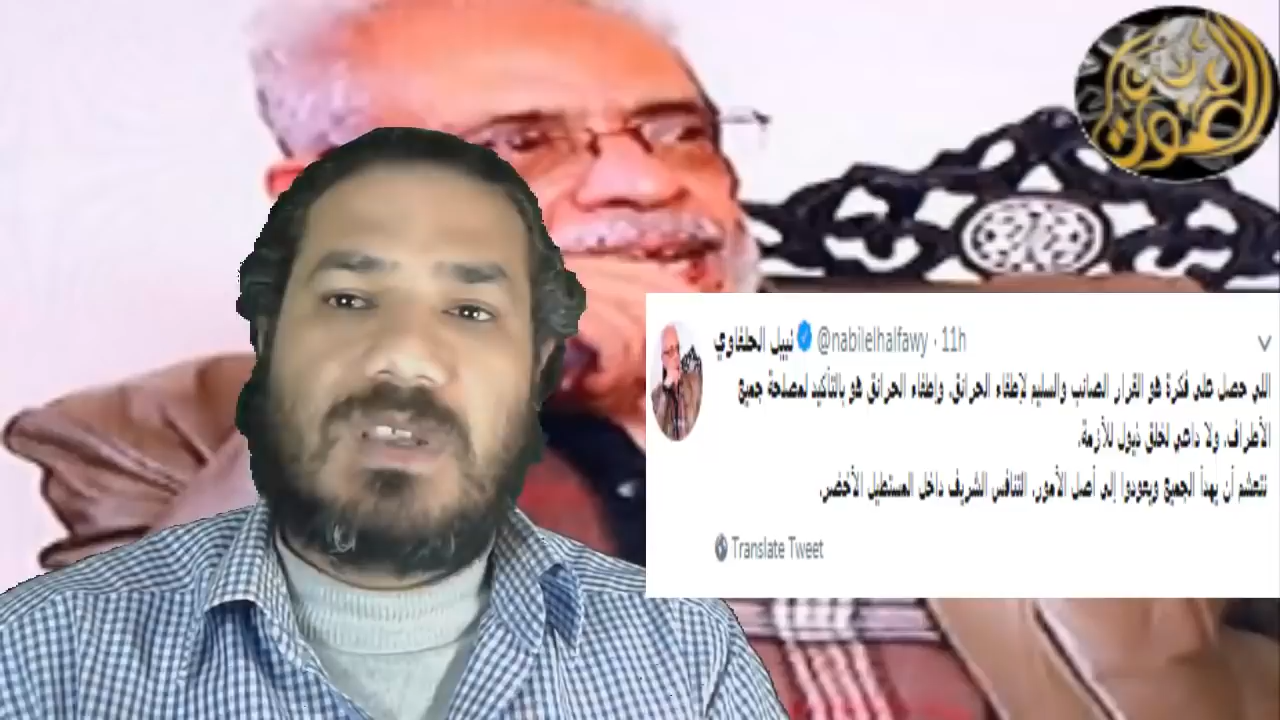 نبيل الحلفاوي @nabilelhalfawy · 11h
اللي حصل على فكرة هو القرار الصائب والسليم لإطفاء الحرائق. وإطفاء الحرائق هو بالتأكيد لمصلحة جميع
الأطراف. ولا داعي لخلق ذيول للأزمة.
نتعشم أن يهدأ الجميع ويعودوا إلى أصل الأمور. التنافس الشريف داخل المستطيل الأخضر.
Translate Tweet